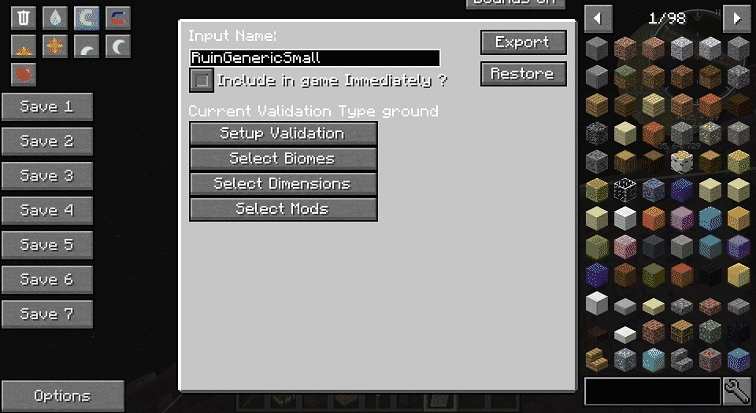 Bounds On
Input Name:
1/98
RuinGenericSmall
Export
Include in game Immediately ?
Restore
Save 1
Current Validation Type ground
Setup Validation
Save 2
Select Biomes
Save 3
Select Dimensions
Save 4
Select Mods
Save 5
Save 6
Save 7
Options